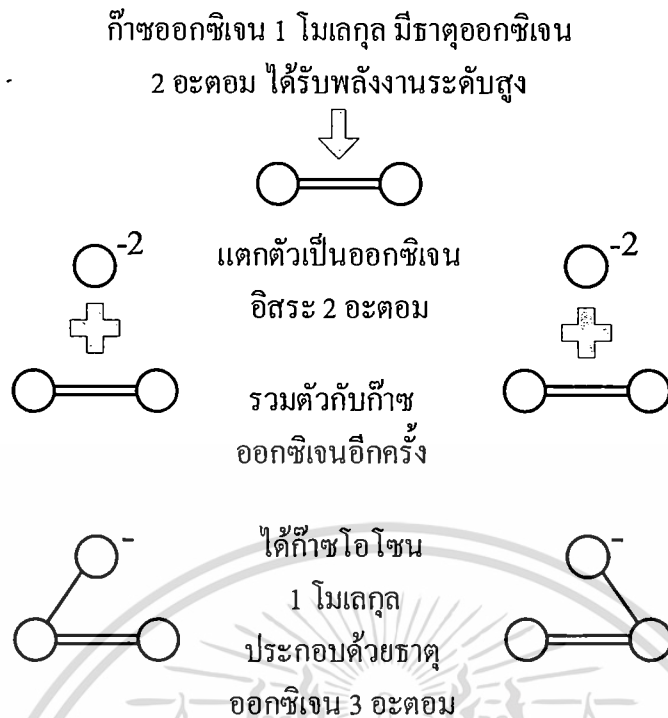 ก๊าซออกซิเจน 1 โมเลกุล มีธาตุออกซิเจน
2 อะตอม ได้รับพลังงานระดับสูง
-2
แตกตัวเป็นออกซิเจน
อิสระ 2 อะตอม
-2
รวมตัวกับก๊าซ
ออกซิเจนอีกครั้ง
-
ได้ก๊าซโอโซน
1 โมเลกุล
ประกอบด้วยธาตุ
ออกซิเจน 3 อะตอม
-